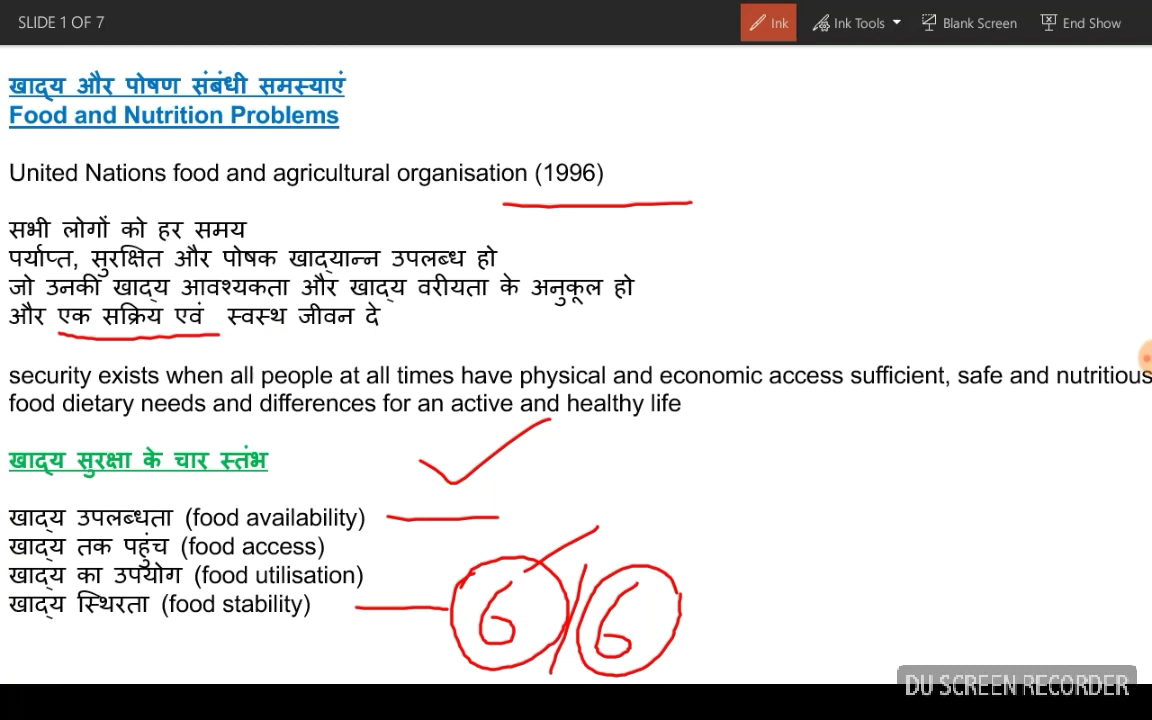 SLIDE 1 OF 7
Ink
Ink Tools
Blank Screen
End Show
खाद्य और पोषण संबंधी समस्याएं
Food and Nutrition Problems
United Nations food and agricultural organisation (1996)
सभी लोगों को हर समय
पर्याप्त, सुरक्षित और पोषक खाद्यान्न उपलब्ध हो
जो उनकी खाद्य आवश्यकता और खाद्य वरीयता के अनुकूल हो
और एक सक्रिय एवं स्वस्थ जीवन दे
security exists when all people at all times have physical and economic access sufficient, safe and nutritious
food dietary needs and differences for an active and healthy life
खाद्य सुरक्षा के चार स्तंभ
खाद्य उपलब्धता (food availability)
खाद्य तक पहुंच (food access)
खाद्य का उपयोग (food utilisation)
खाद्य स्थिरता (food stability)
6/6
DU SCREEN RECORDER